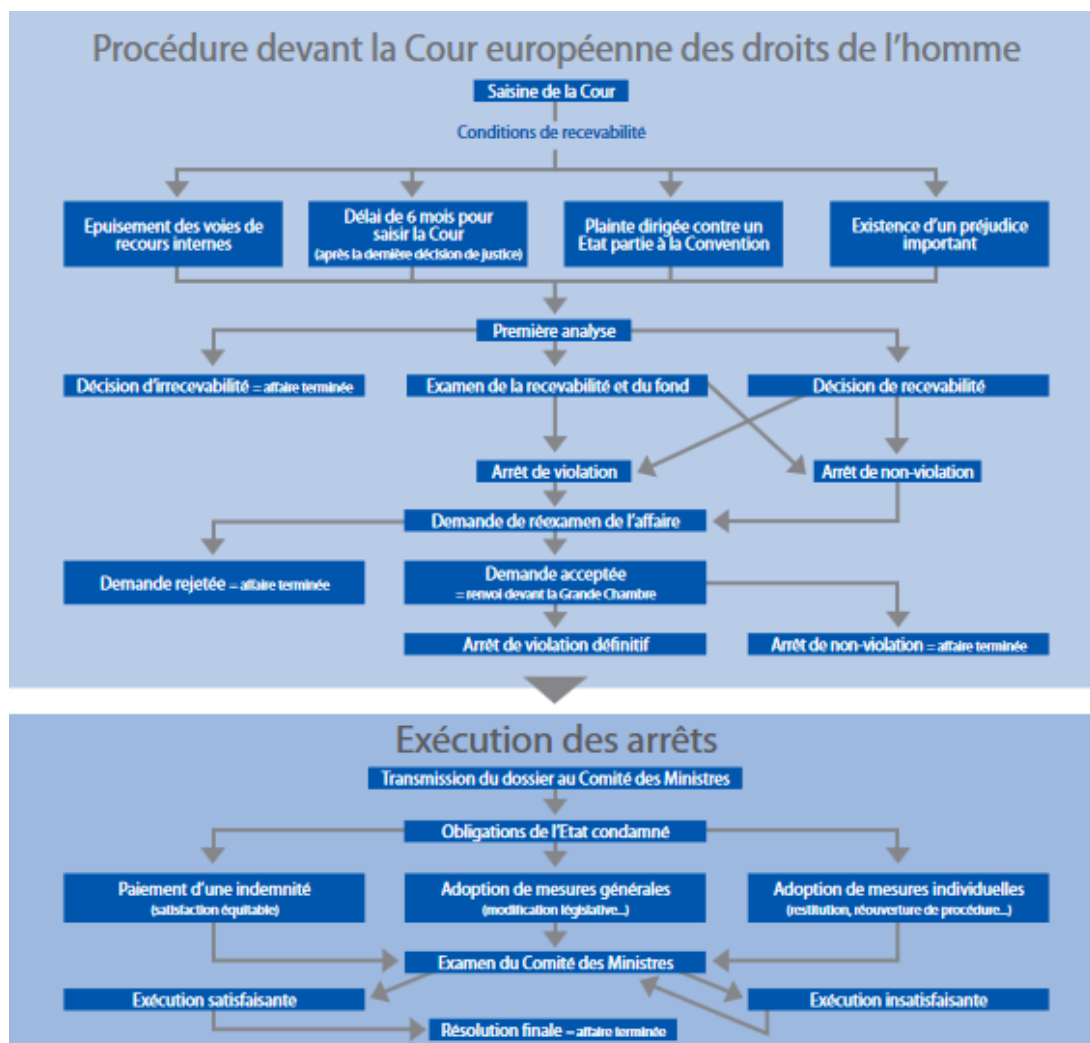 Procédure devant la Cour européenne des droits de l'homme
Saisine de la Cour
Conditions de recevabilité
Epuisement des voies de
recours internes
Délai de 6 mois pour
saisir la Cour
(après la dernière décision de justice)
Plainte dirigée contre un
Etat partie à la Convention
Existence d'un préjudice
important
Première analyse
Décision d'irrecevabilité = affaire terminée
Examen de la recevabilité et du fond
Décision de recevabilité
Arrêt de violation
Arrêt de non-violation
Demande de réexamen de l'affaire
Demande rejetée = affaire terminée
Demande acceptée
= renvoi devant la Grande Chambre
Arrêt de violation définitif
Arrêt de non-violation = affaire terminée
Exécution des arrêts
Transmission du dossier au Comité des Ministres
Obligations de l'Etat condamné
Paiement d'une indemnité
(satisfaction équitable)
Adoption de mesures générales
(modification législative...)
Adoption de mesures individuelles
(restitution, réouverture de procédure...)
Examen du Comité des Ministres
Exécution satisfaisante
Exécution insatisfaisante
Résolution finale = affaire terminée